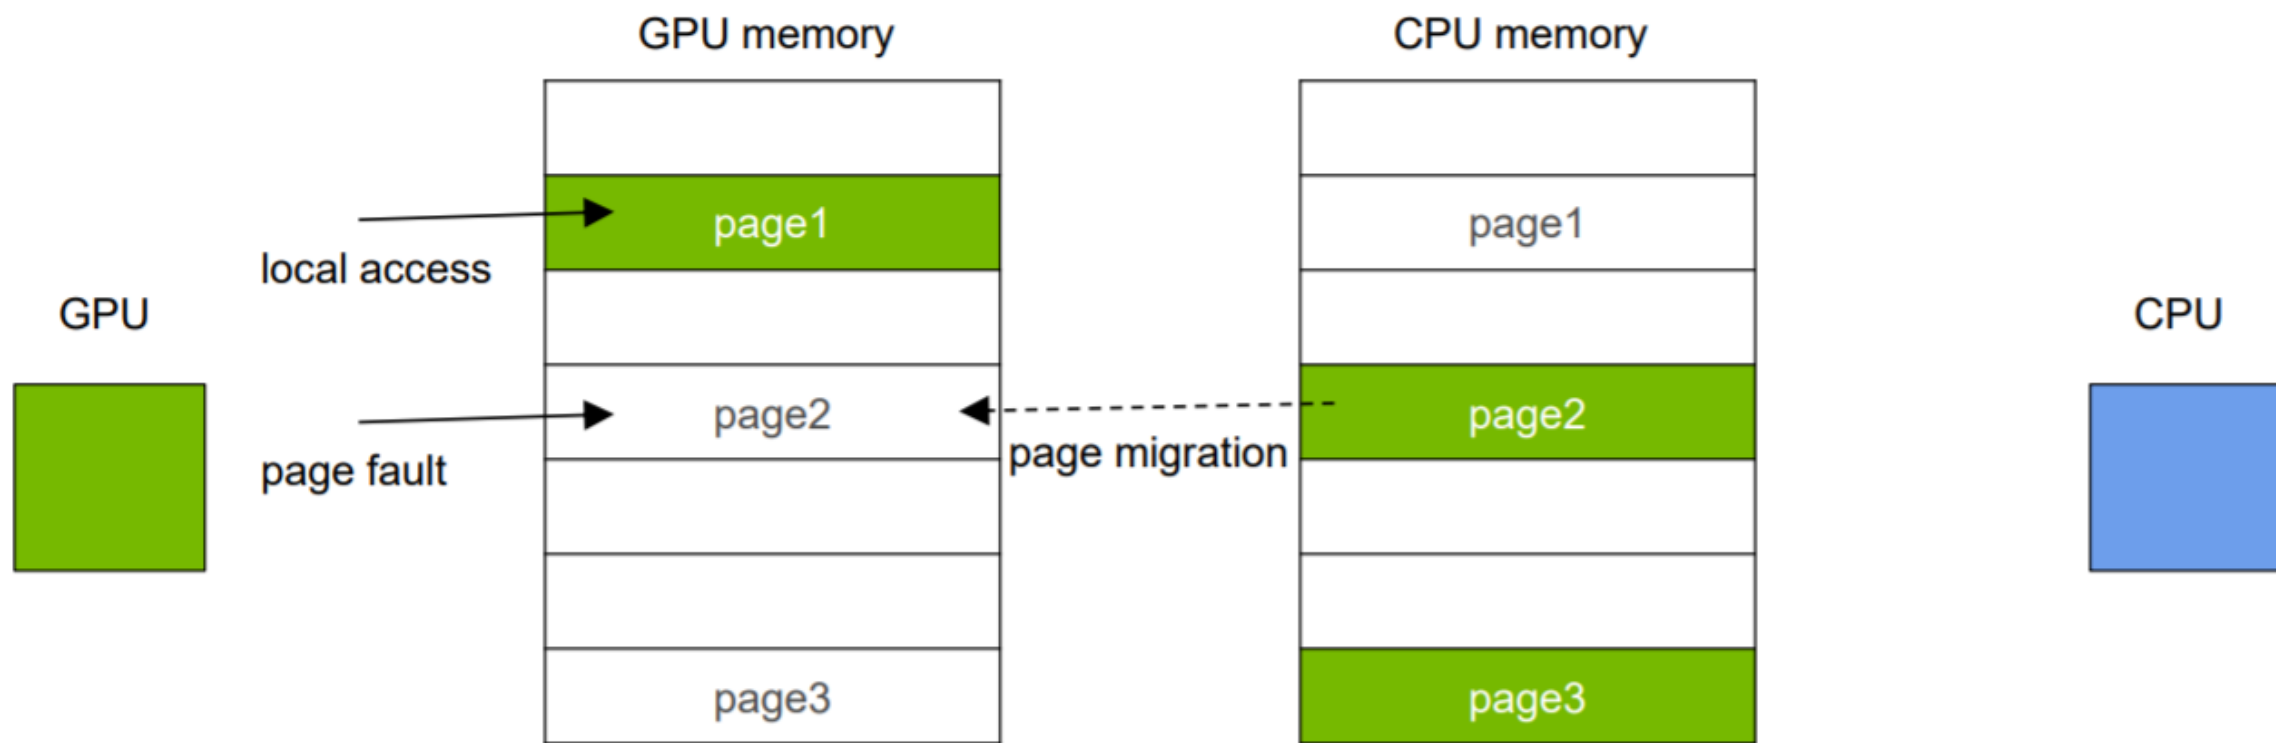 GPU memory
CPU memory
page1
page1
local access
GPU
CPU
page2
page2
page migration
page fault
page3
page3